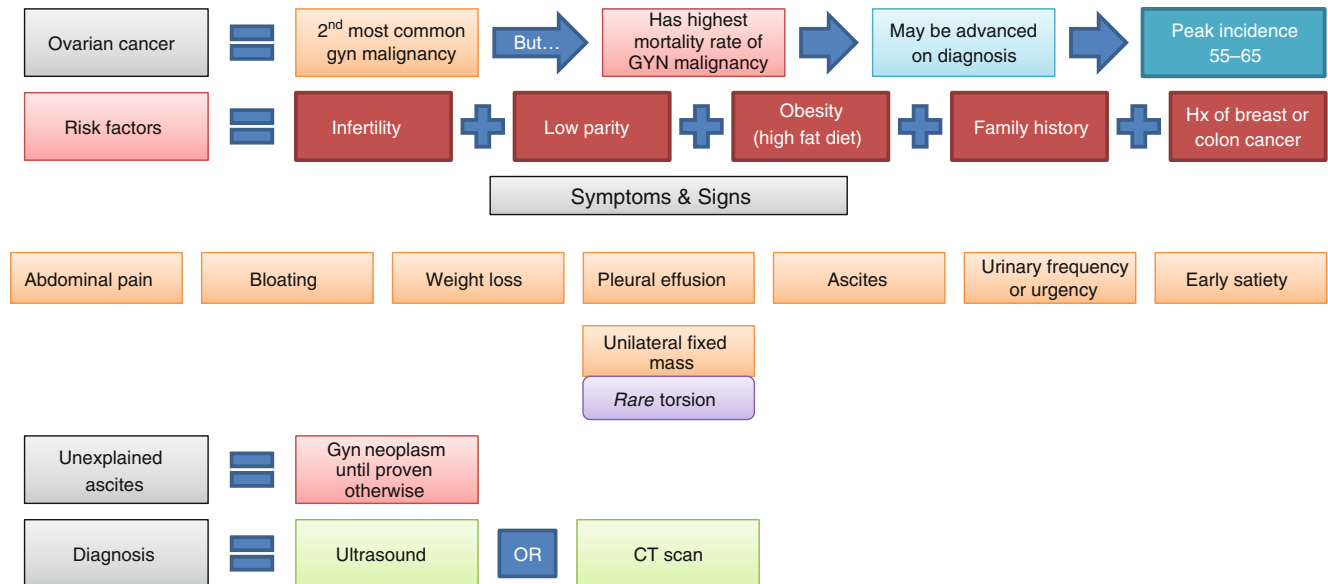 Ovarian cancer
2nd most common
gyn malignancy
But…
Has highest
mortality rate of
GYN malignancy
May be advanced
on diagnosis
Peak incidence
55–65
Risk factors
Infertility
Low parity
Obesity
(high fat diet)
Family history
Hx of breast or
colon cancer
Symptoms & Signs
Abdominal pain
Bloating
Weight loss
Pleural effusion
Ascites
Urinary frequency
or urgency
Early satiety
Unilateral fixed
mass
Rare torsion
Unexplained
ascites
Gyn neoplasm
until proven
otherwise
Diagnosis
Ultrasound
OR
CT scan